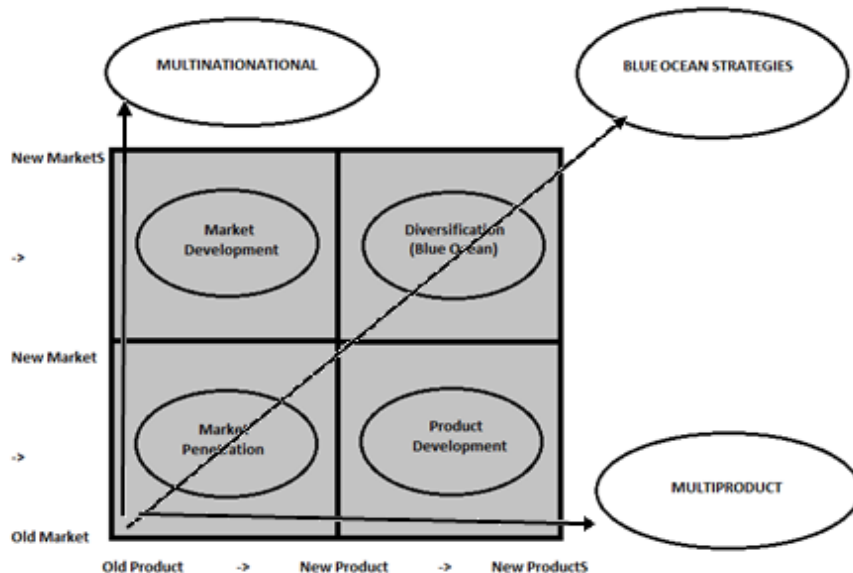 MULTINATIONATIONAL
BLUE OCEAN STRATEGIES
New MarketS
Market
Development
Diversification
(Blue Ocean)
->
New Market
Market
Penetration
Product
Development
->
MULTIPRODUCT
Old Market
Old Product -> New Product -> New ProductS